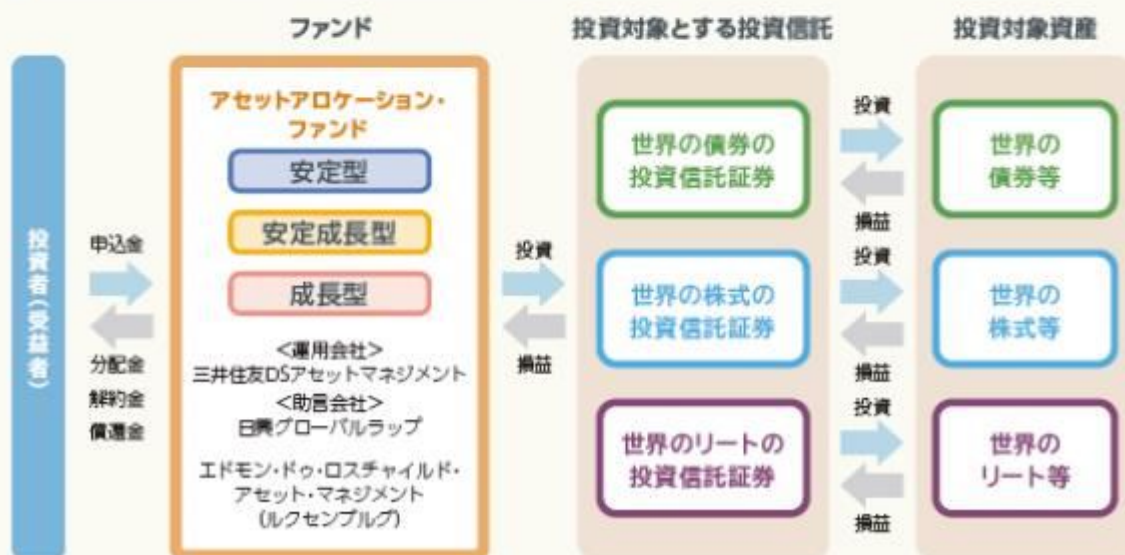 ファンド
投資対象とする投資信託
投資対象資産
投資者(受益者)
申込金
分配金
解約金
償還金
アセットアロケーション・
ファンド
安定型
安定成長型
成長型
<運用会社>
三井住友DSアセットマネジメント
<助言会社>
日興グローバルラップ
エドモン・ドゥ・ロスチャイルド・
アセット・マネジメント
(ルクセンブルグ)
投資
損益
世界の債券の
投資信託証券
投資
損益
世界の
債券等
世界の株式の
投資信託証券
投資
損益
世界の
株式等
世界のリートの
投資信託証券
投資
損益
世界の
リート等